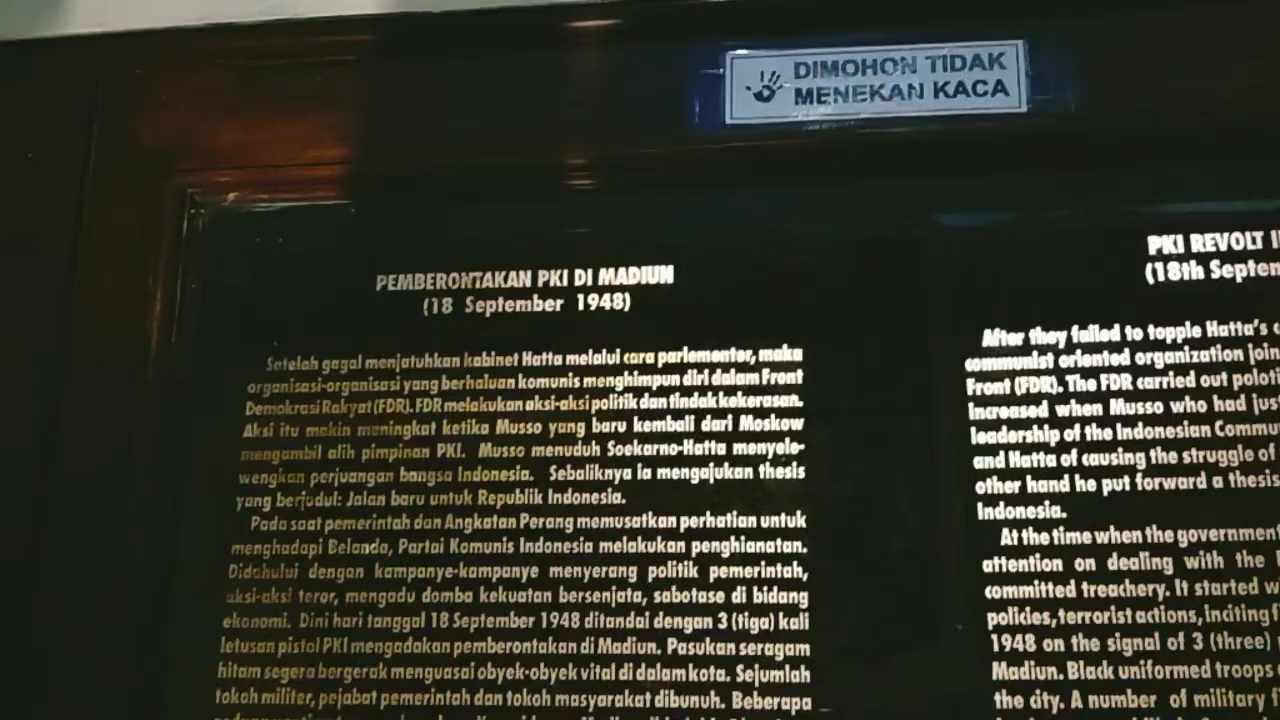 DIMOHON TIDAK
MENEKAN KACA
PEMBERONTAKAN PKI DI MADIUN
(18 September 1948)
Setelah gagal menjatuhkan kabinet Hatta melalui cara parlementer, maka
organisasi-organisasi yang berhaluan komunis menghimpun diri dalam Front
Demokrasi Rakyat (FDR). FDR melakukan aksi-aksi politik dan tindak kekerasan.
Aksi itu makin meningkat ketika Musso yang baru kembali dari Moskow
mengambil alih pimpinan PKI. Musso menuduh Soekarno-Hatta menyele-
wengkan perjuangan bangsa Indonesia. Sebaliknya ia mengajukan thesis
yang berjudul: Jalan baru untuk Republik Indonesia.
Pada saat pemerintah dan Angkatan Perang memusatkan perhatian untuk
menghadapi Belanda, Partai Komunis Indonesia melakukan penghianatan.
Didahului dengan kampanye-kampanye menyerang politik pemerintah,
aksi-aksi teror, mengadu domba kekuatan bersenjata, sabotase di bidang
ekonomi. Dini hari tanggal 18 September 1948 ditandai dengan 3 (tiga) kali
letusan pistol PKI mengadakan pemberontakan di Madiun. Pasukan seragam
hitam segera bergerak menguasai obyek-obyek vital di dalam kota. Sejumlah
tokoh militer, pejabat pemerintah dan tokoh masyarakat dibunuh. Beberapa
PKI REVOLT
(18th
After they failed to topple Hatta's
communist oriented organization
Front (FDR). The FDR carried out
increased when Musso who had
leadership of the Indonesian
and Hatta of causing the struggle of
other hand he put forward a thesis
Indonesia.
At the time when the government
attention on dealing with the
committed treachery. It started
policies, terrorist actions, inciting
1948 on the signal of 3 (three)
Madiun. Black uniformed troops
the city. A number of military